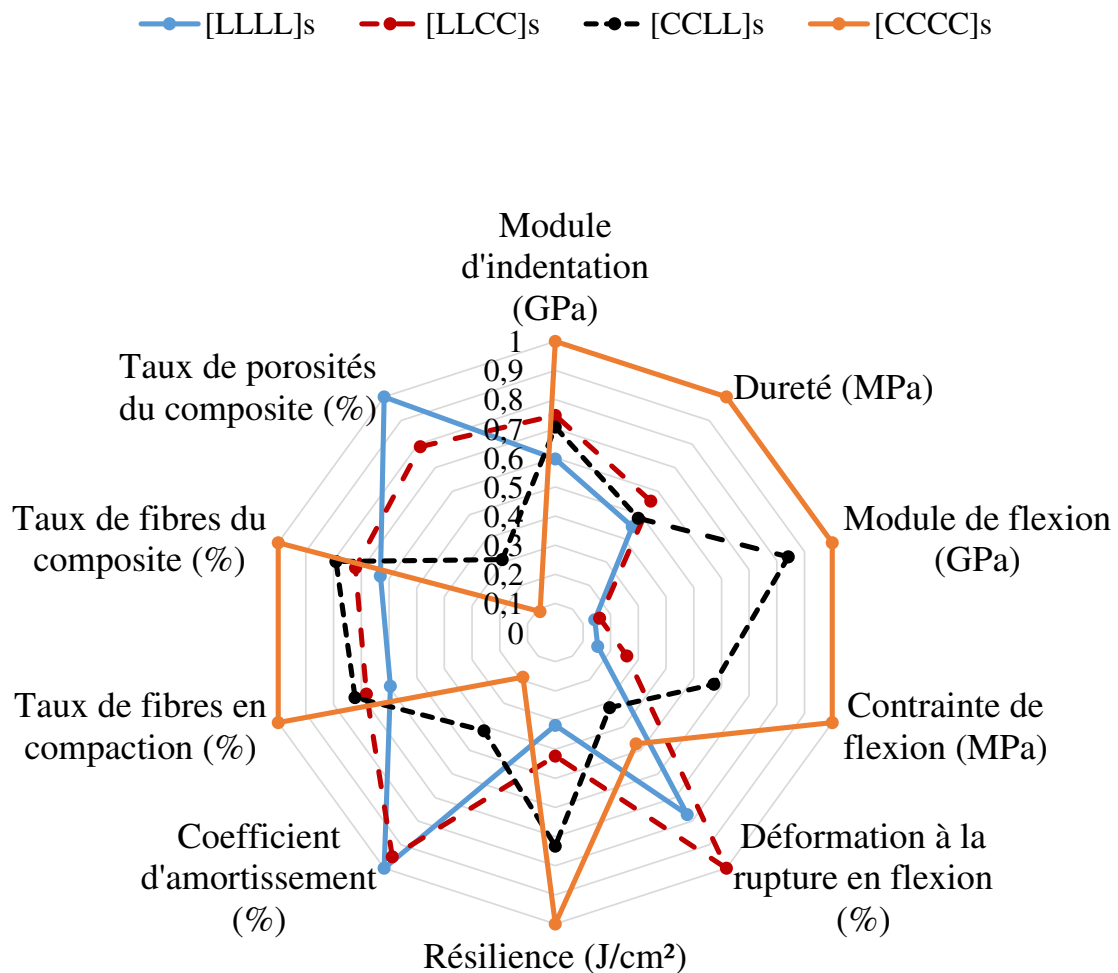 [LLLL]s [LLCC]s [CCLL]s [CCCC]s
Module
d'indentation
(GPa)
Dureté (MPa)
Module de flexion
(GPa)
Contrainte de
flexion (MPa)
Déformation à la
rupture en flexion
(%)
Résilience (J/cm²)
Coefficient
d'amortissement
(%)
Taux de fibres en
compaction (%)
Taux de fibres du
composite (%)
Taux de porosités
du composite (%)
1
0,9
0,8
0,7
0,6
0,5
0,4
0,3
0,2
0,1
0